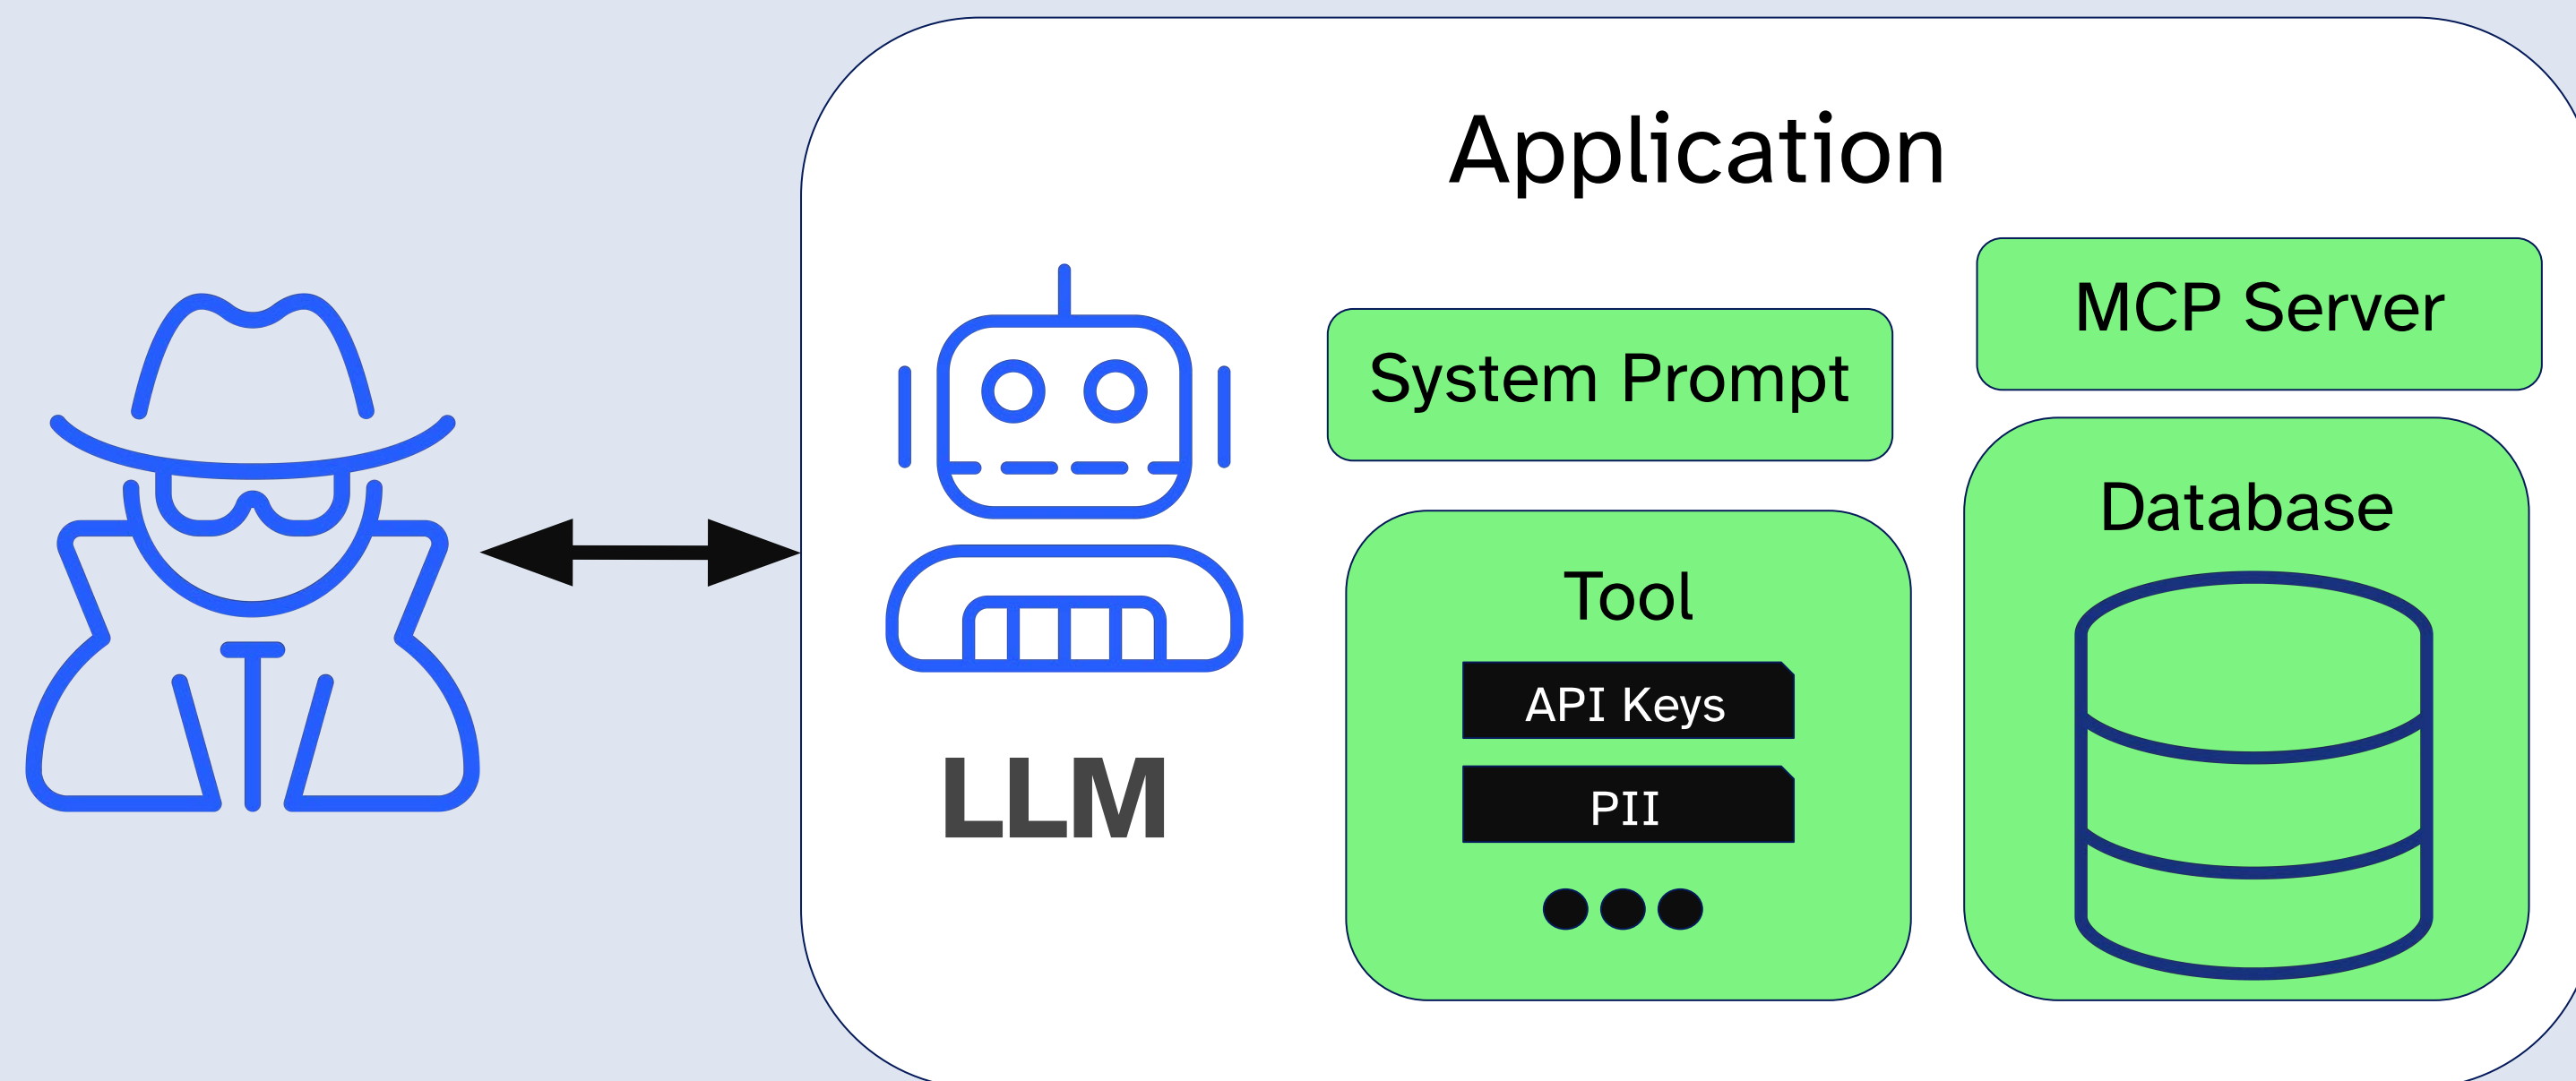 Application
LLM
System Prompt
Tool
API Keys
PII
MCP Server
Database